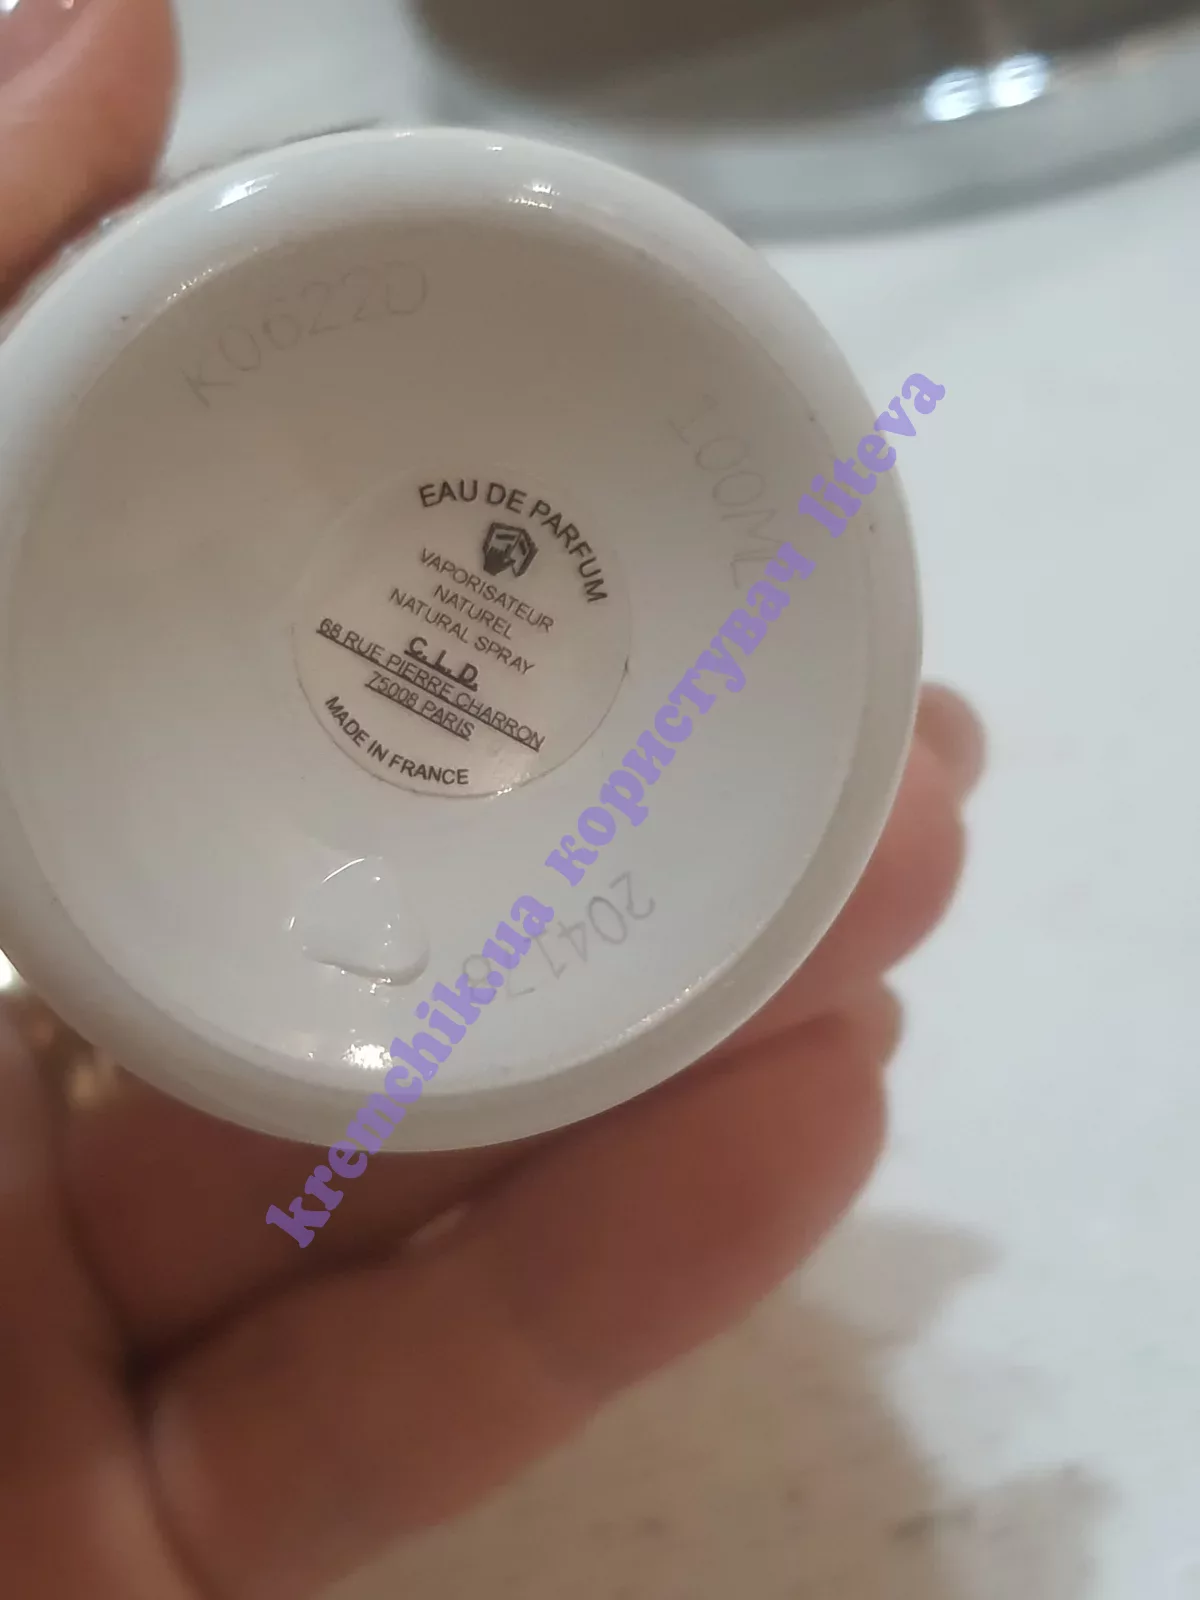 K0622D
100ML
EAU DE PARFUM
VAPORISATEUR
NATUREL
NATURAL SPRAY
C.L.D.
68 RUE PIERRE CHARRON
75008 PARIS
MADE IN FRANCE
kremchik.ua користувач liteva